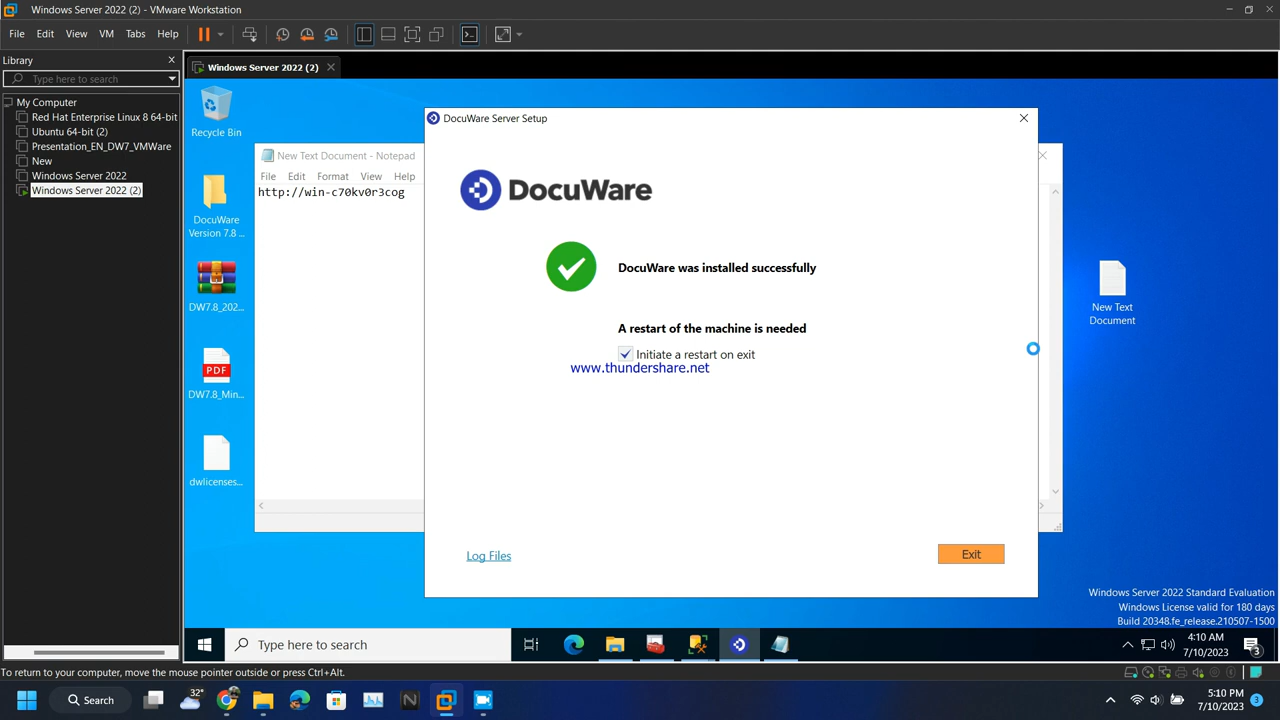 Windows Server 2022 (2) - VMware Workstation
File Edit View VM Tabs Help
Library
Type here to search
My Computer
Red Hat Enterprise Linux 8 64-bit
Ubuntu 64-bit (2)
Presentation_EN_DW7_VMWare
New
Windows Server 2022
Windows Server 2022 (2)
Windows Server 2022 (2)
Recycle Bin
DocuWare
Version 7.8 ...
DW7.8_202...
PDF
DW7.8_Min...
dwlicenses...
New Text Document - Notepad
File Edit Format View Help
http://win-c70kv0r3cog
DocuWare Server Setup
DocuWare
DocuWare was installed successfully
A restart of the machine is needed
Initiate a restart on exit
www.thundershare.net
Log Files
Exit
New Text
Document
Windows Server 2022 Standard Evaluation
Windows License valid for 180 days
Build 20348.fe_release.210507-1500
Type here to search
4:10 AM
7/10/2023
3
To return to your computer, move the mouse pointer outside or press Ctrl+Alt.
Search
32°
5:10 PM
7/10/2023
3